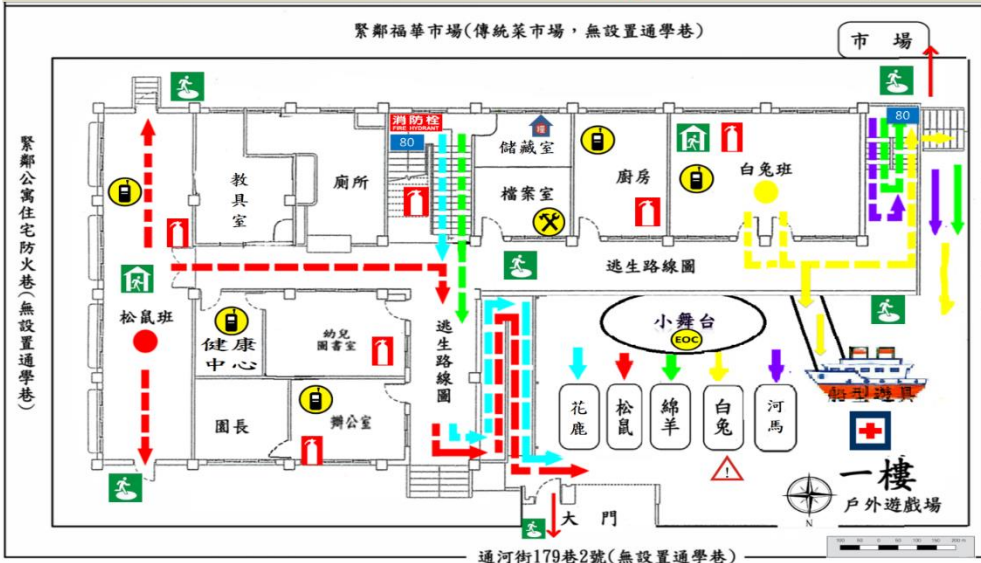 緊鄰福華市場(傳統菜市場,無設置通學巷)
市 場
緊鄰公寓住宅防火巷(無設置通學巷)
消防栓
FIRE HYDRANT
80
80
儲藏室
糧
教具室
廁所
檔案室
廚房
白兔班
逃生路線圖
松鼠班
健康中心
幼兒圖書室
逃生路線圖
小舞台
EOC
園長
辦公室
花鹿
松鼠
綿羊
白兔
河馬
船型遊具
一樓
戶外遊戲場
N
大 門
通河街179巷2號(無設置通學巷)